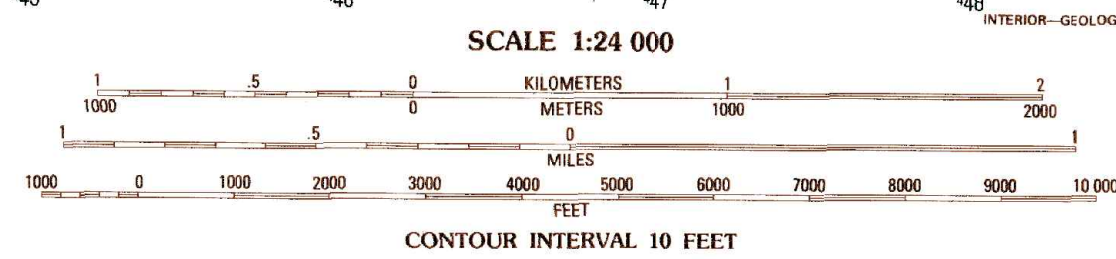 INTERIOR—GEOLOG
SCALE 1:24 000
1 .5 0 KILOMETERS 1 2
1000 0 METERS 1000 2000
1 .5 0 1
MILES
1000 0 1000 2000 3000 4000 5000 6000 7000 8000 9000 10 000
FEET
CONTOUR INTERVAL 10 FEET